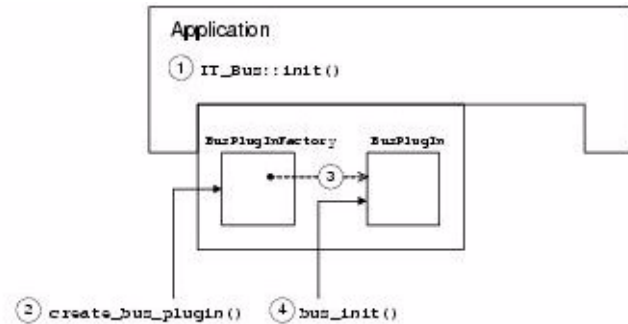 Application
1 IT_Bus::init()
BusPlugInFactory BusPlugIn
3
2 create_bus_plugin() 4 bus_init()